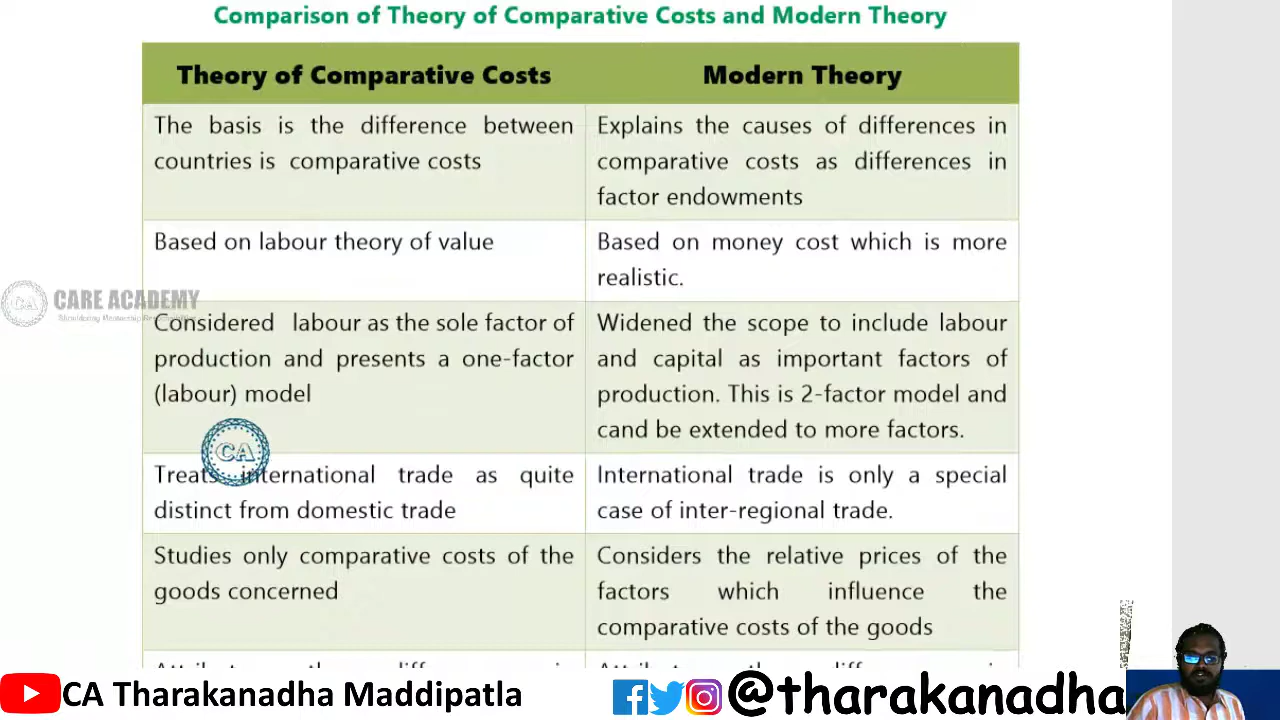 Comparison of Theory of Comparative Costs and Modern Theory
Theory of Comparative Costs
Modern Theory
The basis is the difference between
countries is comparative costs
Explains the causes of differences in
comparative costs as differences in
factor endowments
Based on labour theory of value
Based on money cost which is more
realistic.
CA
CARE ACADEMY
Considered labour as the sole factor of
production and presents a one-factor
(labour) model
Widened the scope to include labour
and capital as important factors of
production. This is 2-factor model and
cand be extended to more factors.
CA
Treats international trade as quite
distinct from domestic trade
International trade is only a special
case of inter-regional trade.
Studies only comparative costs of the
goods concerned
Considers the relative prices of the
factors which influence the
comparative costs of the goods
CA Tharakanadha Maddipatla
@tharakanadha